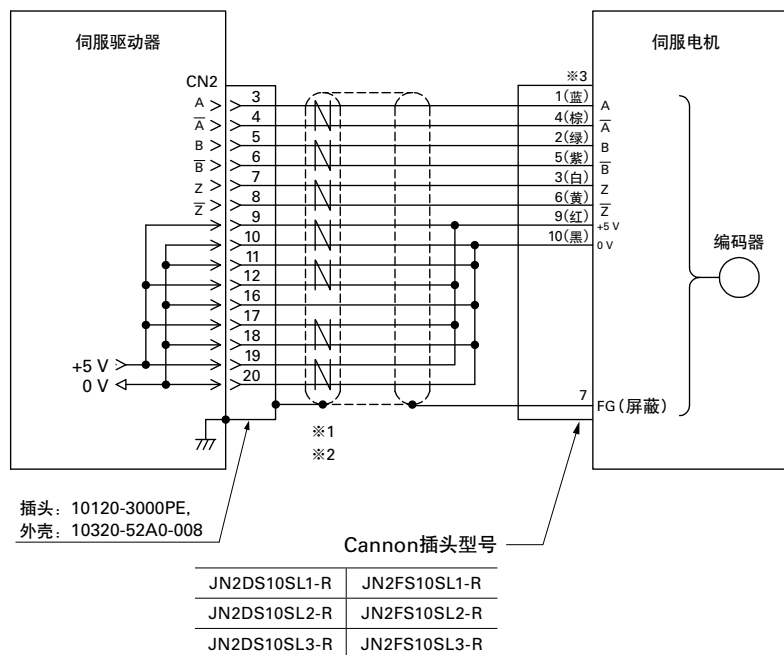 伺服驱动器
伺服电机
CN2
※3
A 3 1(蓝) A
A̅ 4 4(棕) A̅
B 5 2(绿) B
B̅ 6 5(紫) B̅
Z 7 3(白) Z
Z̅ 8 6(黄) Z̅
9 9(红) +5 V
10 10(黑) 0 V
编码器
11
12
16
17
18
19
20
+5 V
0 V
7 FG(屏蔽)
※1
※2
插头：10120-3000PE,
外壳：10320-52A0-008
Cannon插头型号
JN2DS10SL1-R JN2FS10SL1-R
JN2DS10SL2-R JN2FS10SL2-R
JN2DS10SL3-R JN2FS10SL3-R